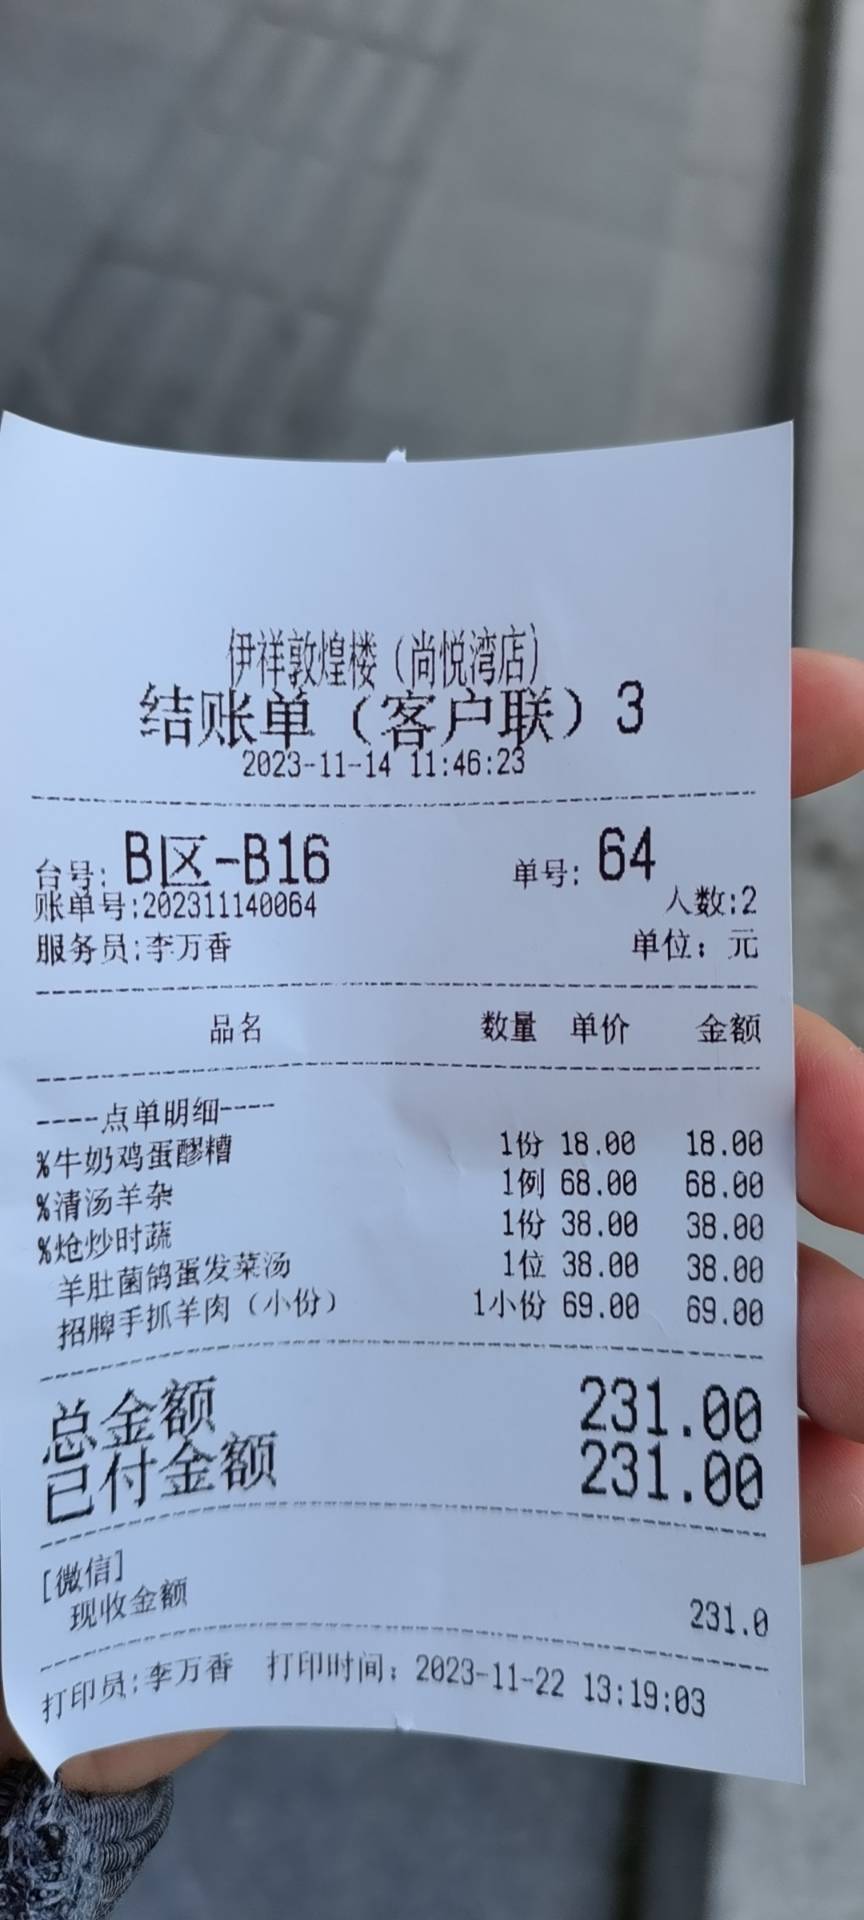 伊祥敦煌楼（尚悦湾店）
结账单（客户联）3
2023-11-14 11:46:23
台号: B区-B16 单号: 64
账单号:202311140064 人数:2
服务员:李万香 单位: 元
品名 数量 单价 金额
----点单明细----
%牛奶鸡蛋醪糟 1份 18.00 18.00
%清汤羊杂 1例 68.00 68.00
%炝炒时蔬 1份 38.00 38.00
羊肚菌鸽蛋发菜汤 1位 38.00 38.00
招牌手抓羊肉（小份） 1小份 69.00 69.00
总金额 231.00
已付金额 231.00
[微信]
现收金额 231.0
打印员:李万香 打印时间: 2023-11-22 13:19:03